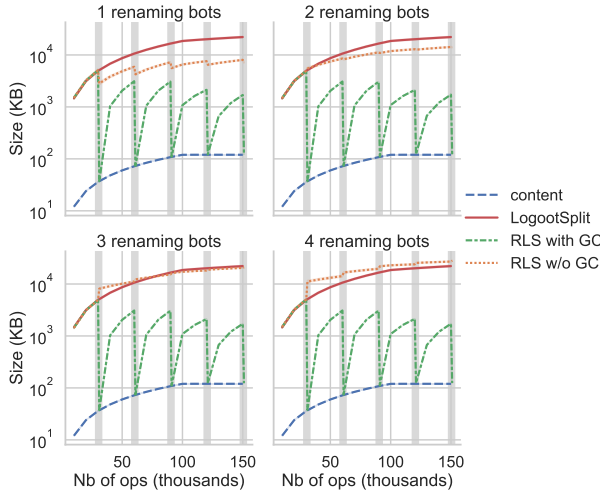 1 renaming bots
2 renaming bots
Size (KB)
10^4
10^3
10^2
10^1
content
LogootSplit
RLS with GC
RLS w/o GC
3 renaming bots
4 renaming bots
Size (KB)
10^4
10^3
10^2
10^1
50 100 150
50 100 150
Nb of ops (thousands)
Nb of ops (thousands)